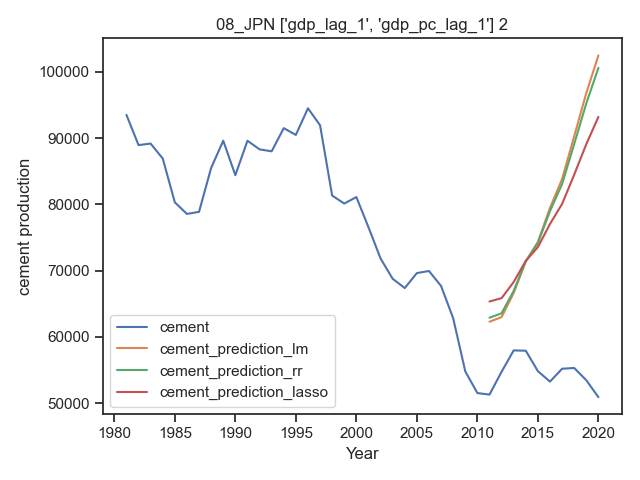 08_JPN ['gdp_lag_1', 'gdp_pc_lag_1'] 2
100000
90000
80000
70000
60000
50000
cement production
cement
cement_prediction_lm
cement_prediction_rr
cement_prediction_lasso
1980 1985 1990 1995 2000 2005 2010 2015 2020
Year